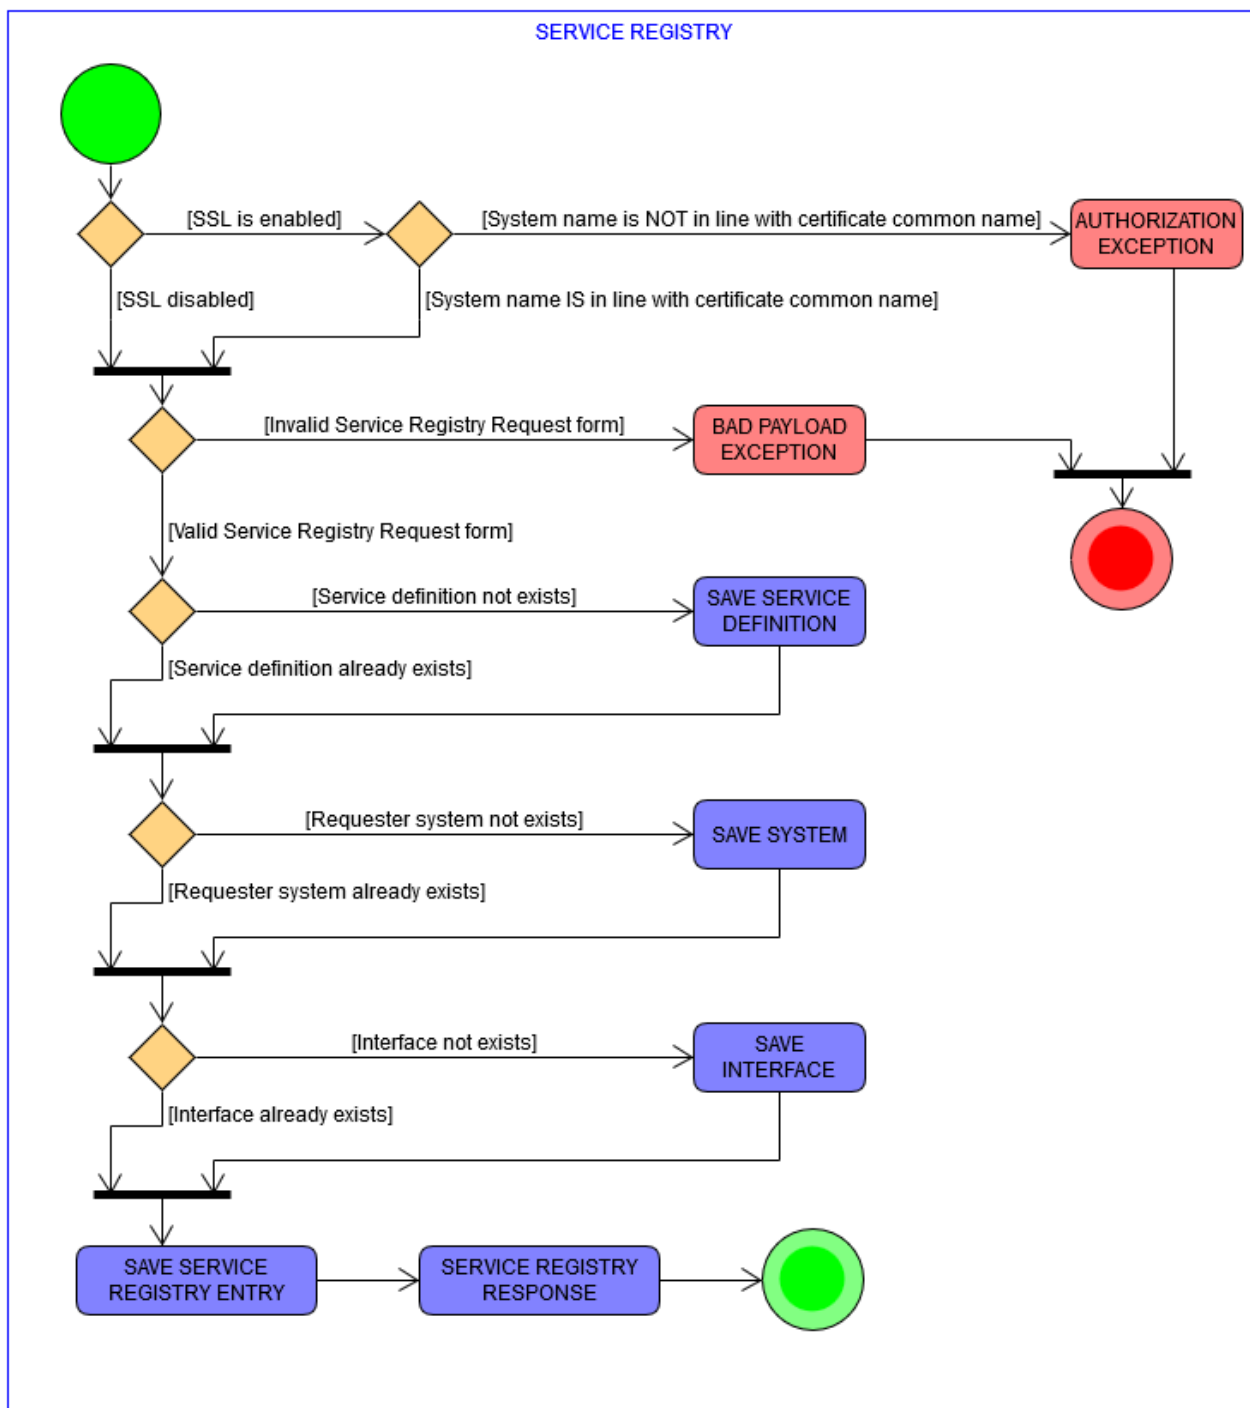 SERVICE REGISTRY
[SSL is enabled]
[System name is NOT in line with certificate common name]
AUTHORIZATION
EXCEPTION
[SSL disabled]
[System name IS in line with certificate common name]
[Invalid Service Registry Request form]
BAD PAYLOAD
EXCEPTION
[Valid Service Registry Request form]
[Service definition not exists]
SAVE SERVICE
DEFINITION
[Service definition already exists]
[Requester system not exists]
SAVE SYSTEM
[Requester system already exists]
[Interface not exists]
SAVE
INTERFACE
[Interface already exists]
SAVE SERVICE
REGISTRY ENTRY
SERVICE REGISTRY
RESPONSE